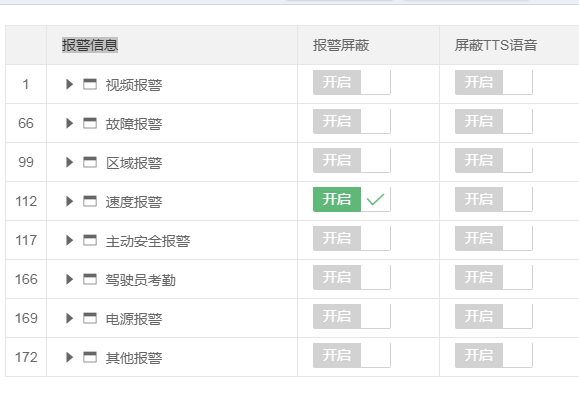 报警信息 报警屏蔽 屏蔽TTS语音
1 视频报警 开启 开启
66 故障报警 开启 开启
99 区域报警 开启 开启
112 速度报警 开启 开启
117 主动安全报警 开启 开启
166 驾驶员考勤 开启 开启
169 电源报警 开启 开启
172 其他报警 开启 开启